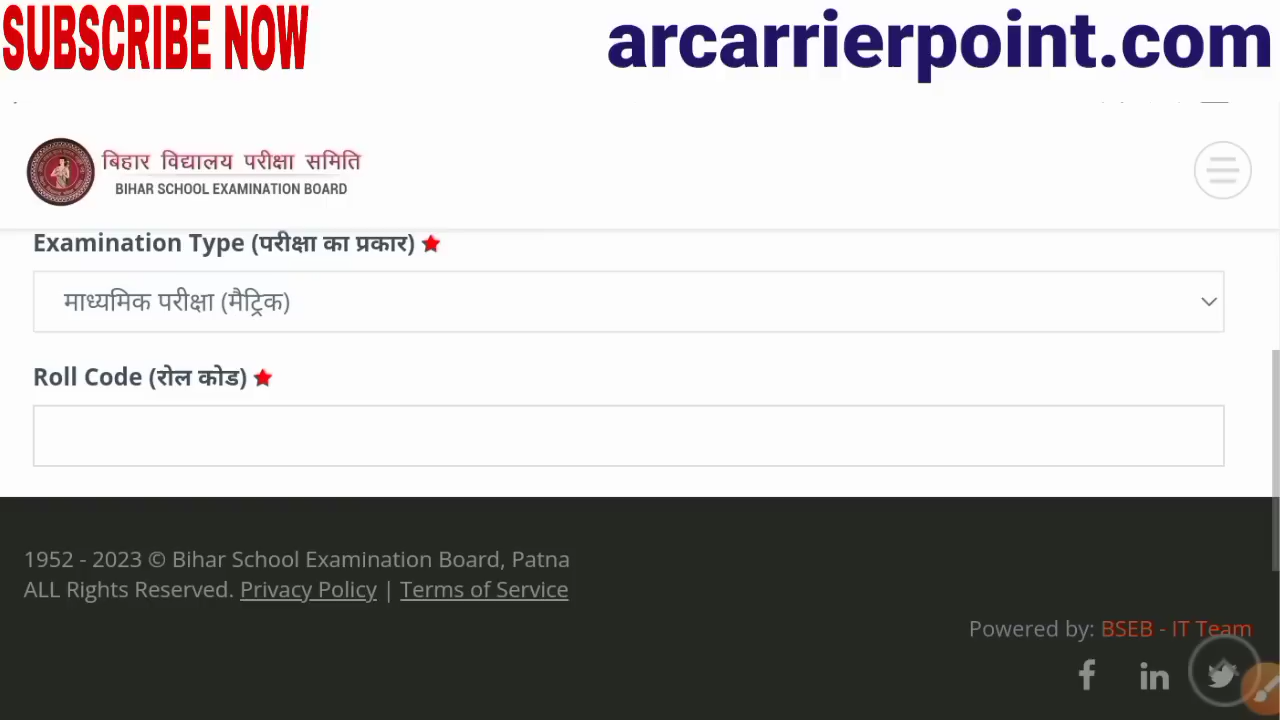 SUBSCRIBE NOW
arcarrierpoint.com
बिहार विद्यालय परीक्षा समिति
BIHAR SCHOOL EXAMINATION BOARD
Examination Type (परीक्षा का प्रकार)
माध्यमिक परीक्षा (मैट्रिक)
Roll Code (रोल कोड)
1952 - 2023 © Bihar School Examination Board, Patna
ALL Rights Reserved. Privacy Policy | Terms of Service
Powered by: BSEB - IT Team